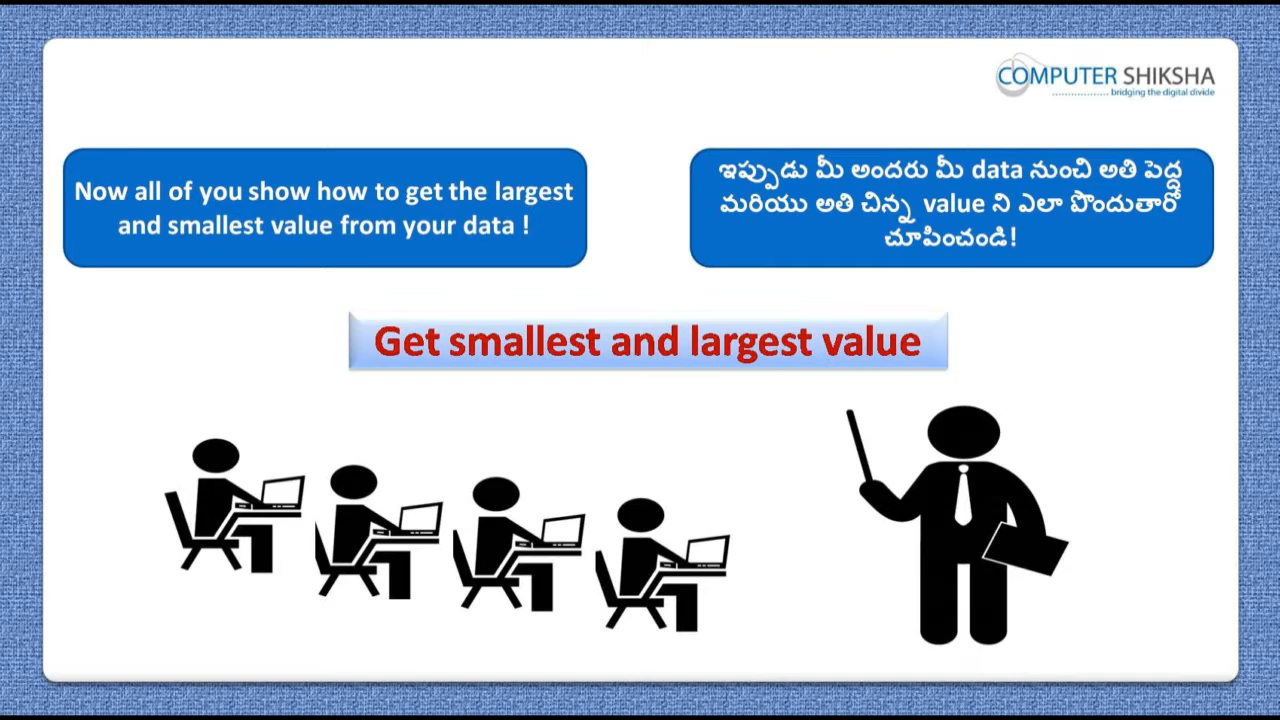 COMPUTER SHIKSHA
bridging the digital divide
Now all of you show how to get the largest
and smallest value from your data !
ఇప్పుడు మీ అందరు మీ data నుంచి అతి పెద్ద
మరియు అతి చిన్న value ని ఎలా పొందుతారో
చూపించండి!
Get smallest and largest value